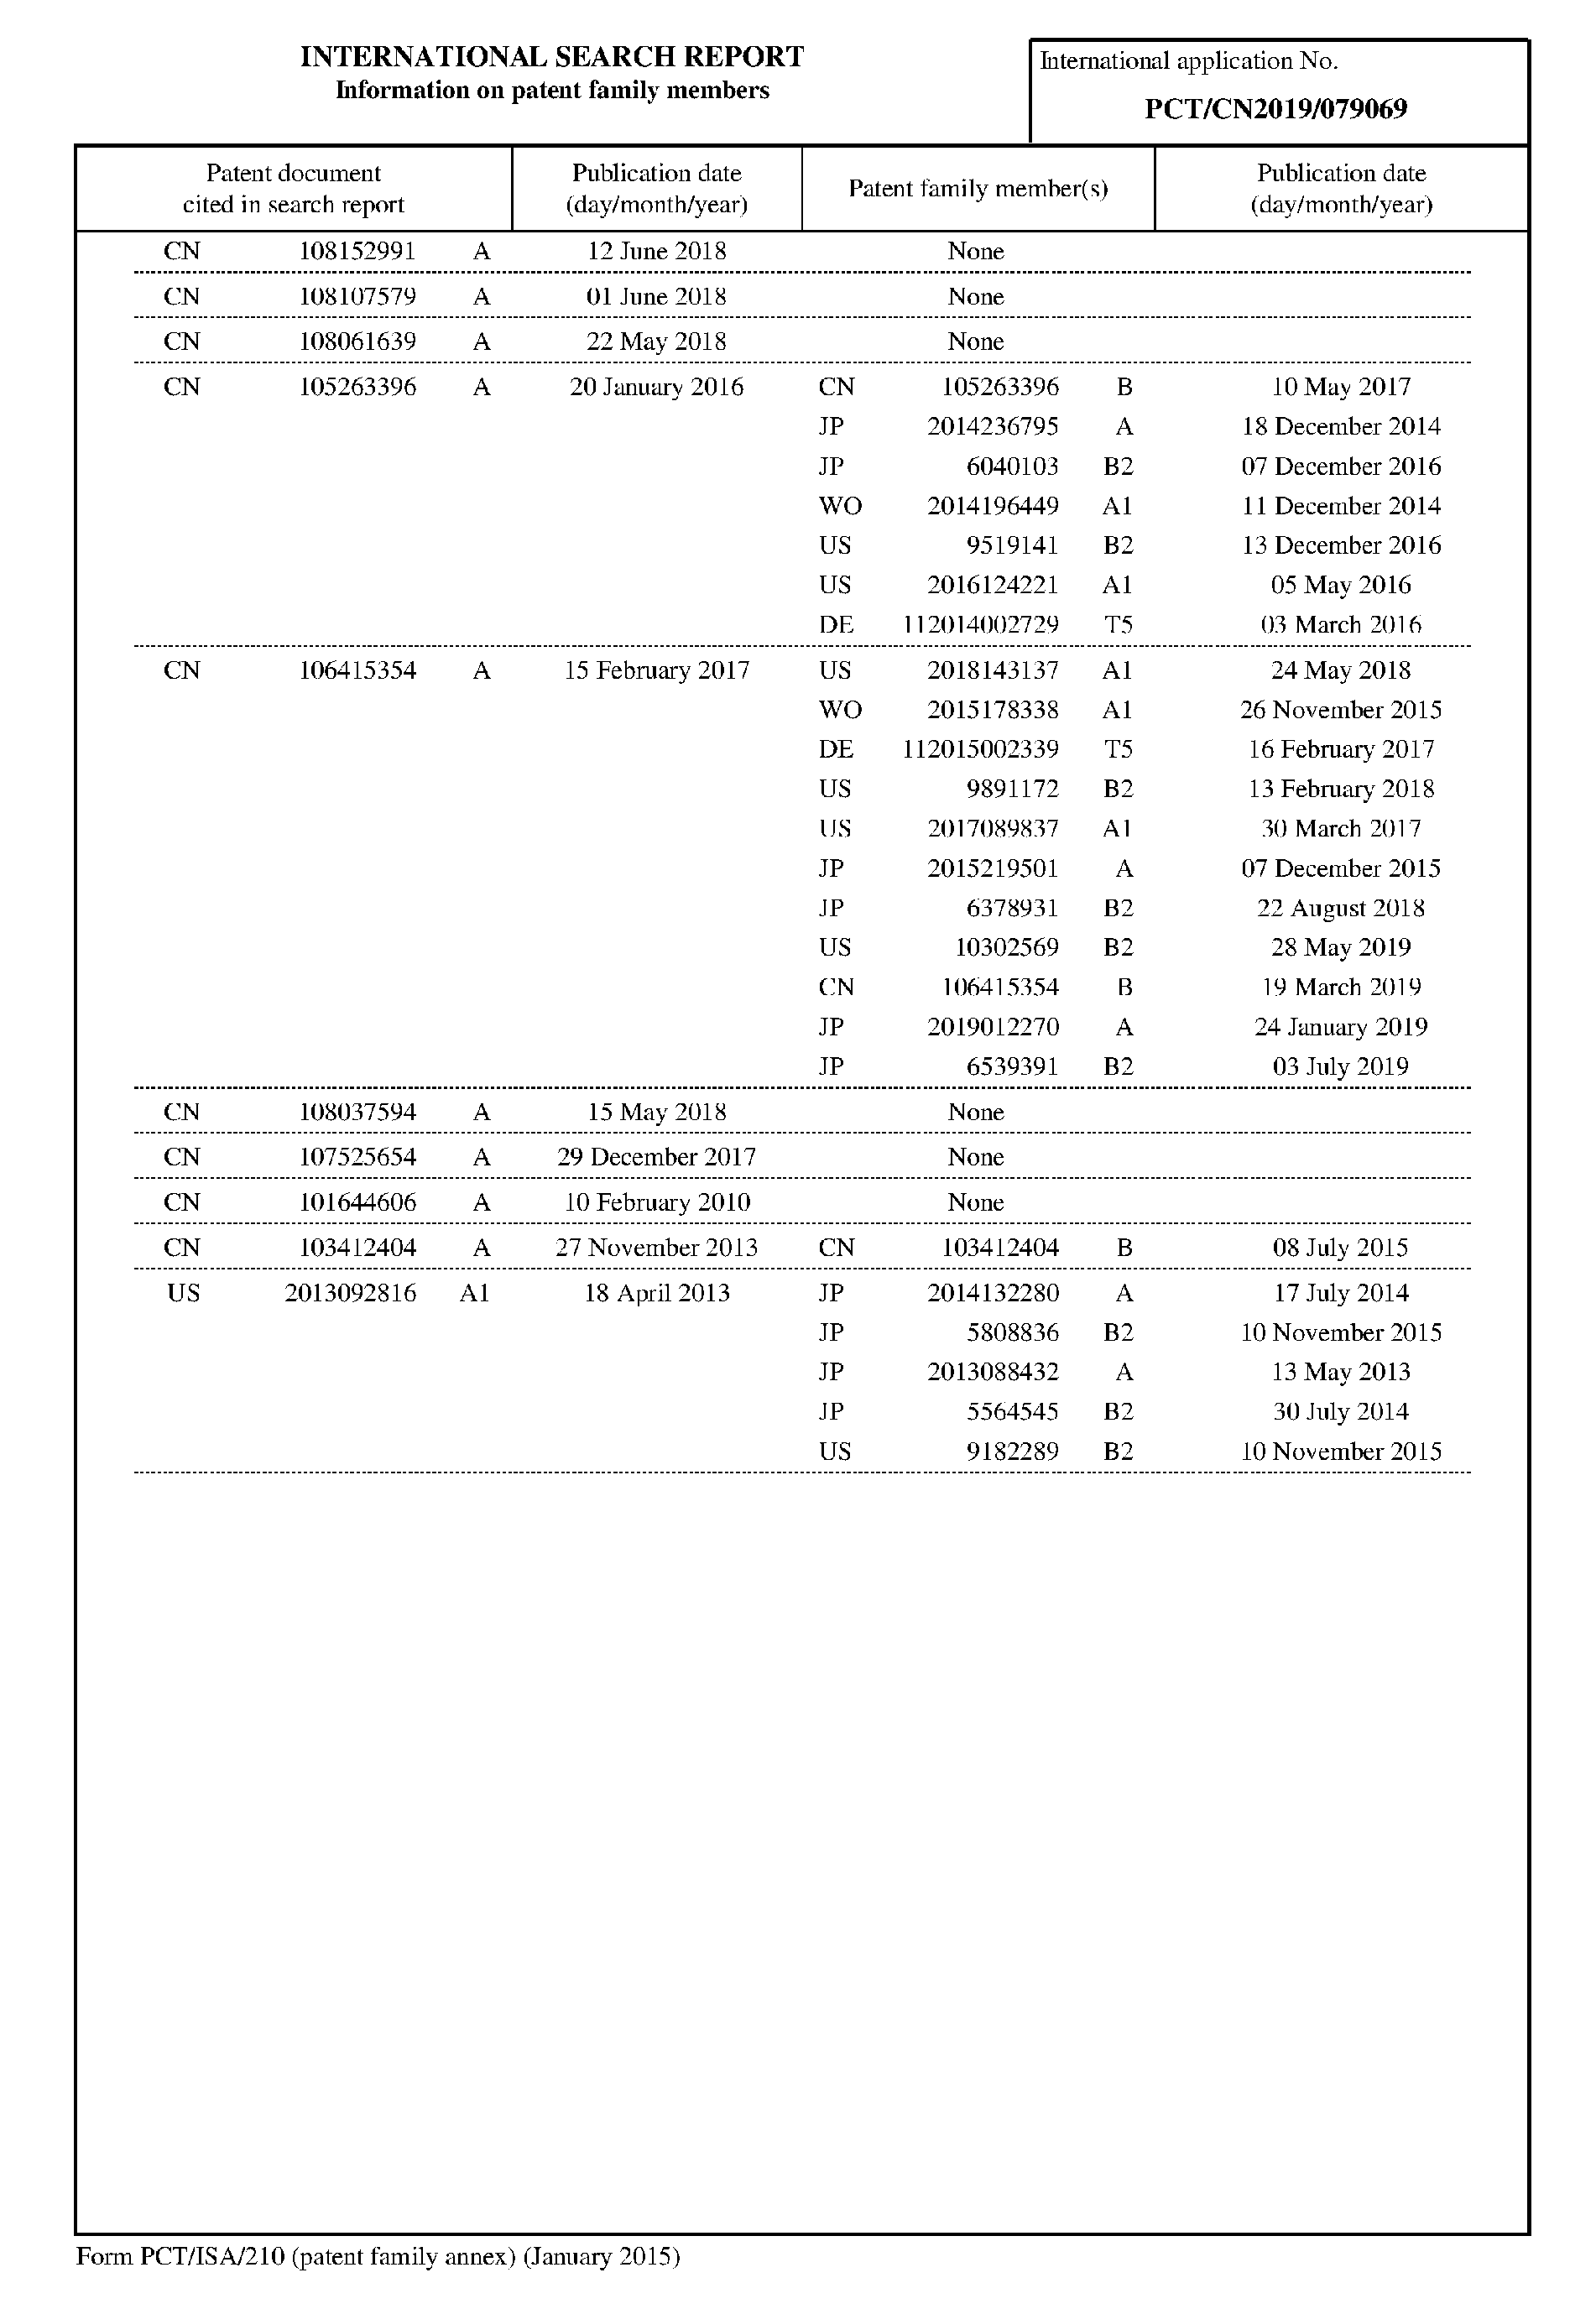 INTERNATIONAL SEARCH REPORT
Information on patent family members
International application No.
PCT/CN2019/079069
Patent document cited in search report | Publication date (day/month/year) | Patent family member(s) | Publication date (day/month/year)
CN 108152991 A 12 June 2018 None
CN 108107579 A 01 June 2018 None
CN 108061639 A 22 May 2018 None
CN 105263396 A 20 January 2016 CN 105263396 B 10 May 2017
JP 2014236795 A 18 December 2014
JP 6040103 B2 07 December 2016
WO 2014196449 A1 11 December 2014
US 9519141 B2 13 December 2016
US 2016124221 A1 05 May 2016
DE 112014002729 T5 03 March 2016
CN 106415354 A 15 February 2017 US 2018143137 A1 24 May 2018
WO 2015178338 A1 26 November 2015
DE 112015002339 T5 16 February 2017
US 9891172 B2 13 February 2018
US 2017089837 A1 30 March 2017
JP 2015219501 A 07 December 2015
JP 6378931 B2 22 August 2018
US 10302569 B2 28 May 2019
CN 106415354 B 19 March 2019
JP 2019012270 A 24 January 2019
JP 6539391 B2 03 July 2019
CN 108037594 A 15 May 2018 None
CN 107525654 A 29 December 2017 None
CN 101644606 A 10 February 2010 None
CN 103412404 A 27 November 2013 CN 103412404 B 08 July 2015
US 2013092816 A1 18 April 2013 JP 2014132280 A 17 July 2014
JP 5808836 B2 10 November 2015
JP 2013088432 A 13 May 2013
JP 5564545 B2 30 July 2014
US 9182289 B2 10 November 2015
Form PCT/ISA/210 (patent family annex) (January 2015)